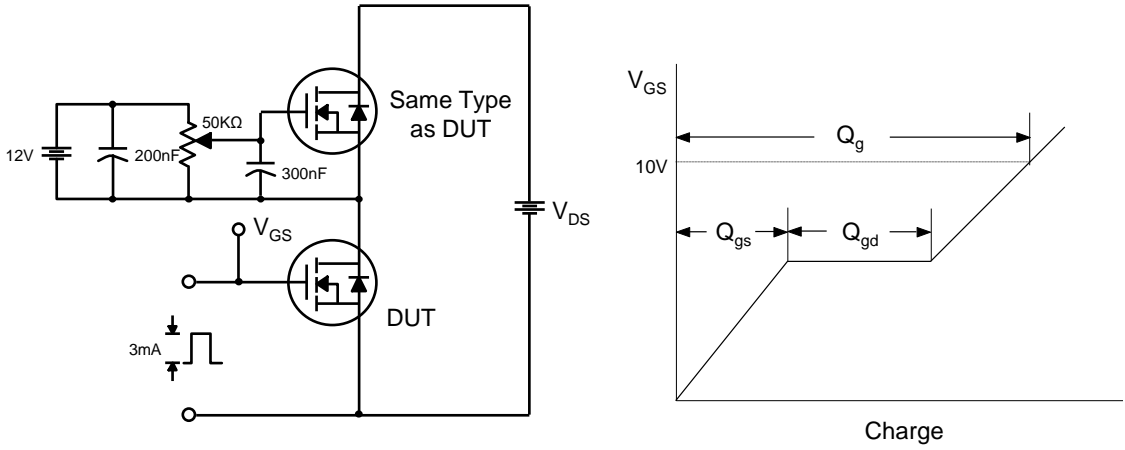 12V
200nF
50KΩ
300nF
Same Type
as DUT
V_GS
DUT
3mA
V_DS
V_GS
10V
Q_g
Q_gs
Q_gd
Charge